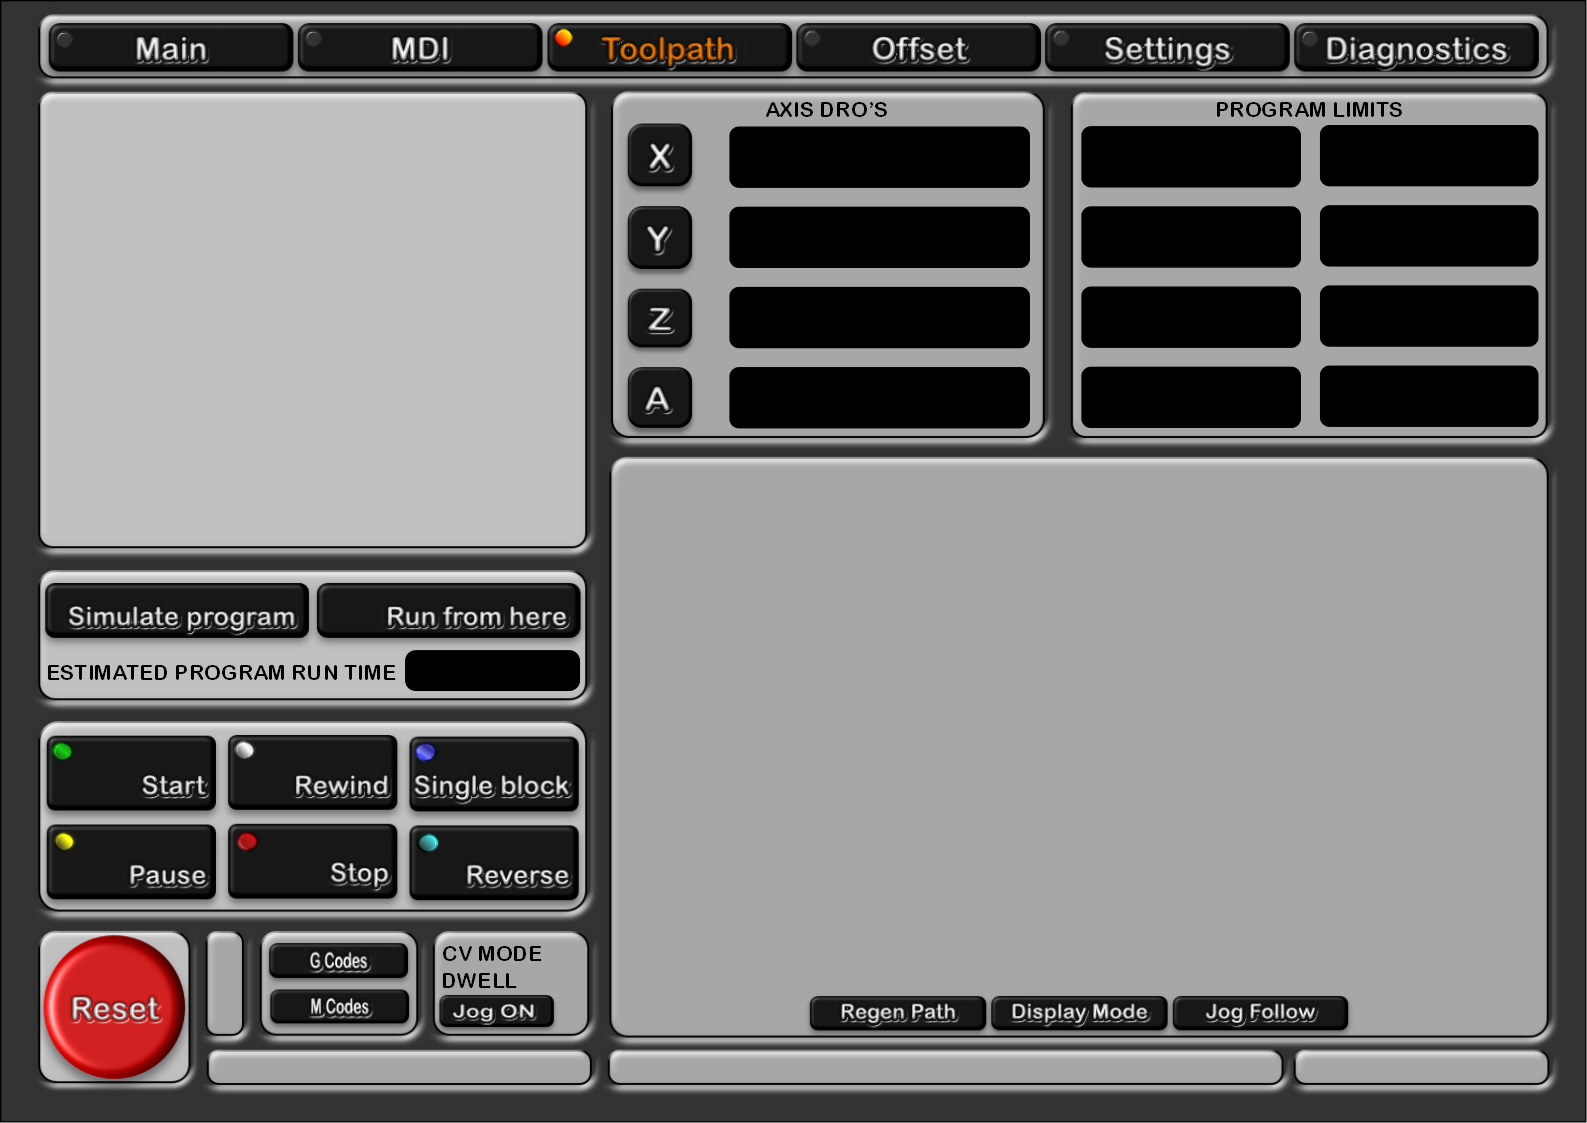 Main
MDI
Toolpath
Offset
Settings
Diagnostics
AXIS DRO'S
X
Y
Z
A
PROGRAM LIMITS
Simulate program
Run from here
ESTIMATED PROGRAM RUN TIME
Start
Rewind
Single block
Pause
Stop
Reverse
Reset
G Codes
M Codes
CV MODE
DWELL
Jog ON
Regen Path
Display Mode
Jog Follow